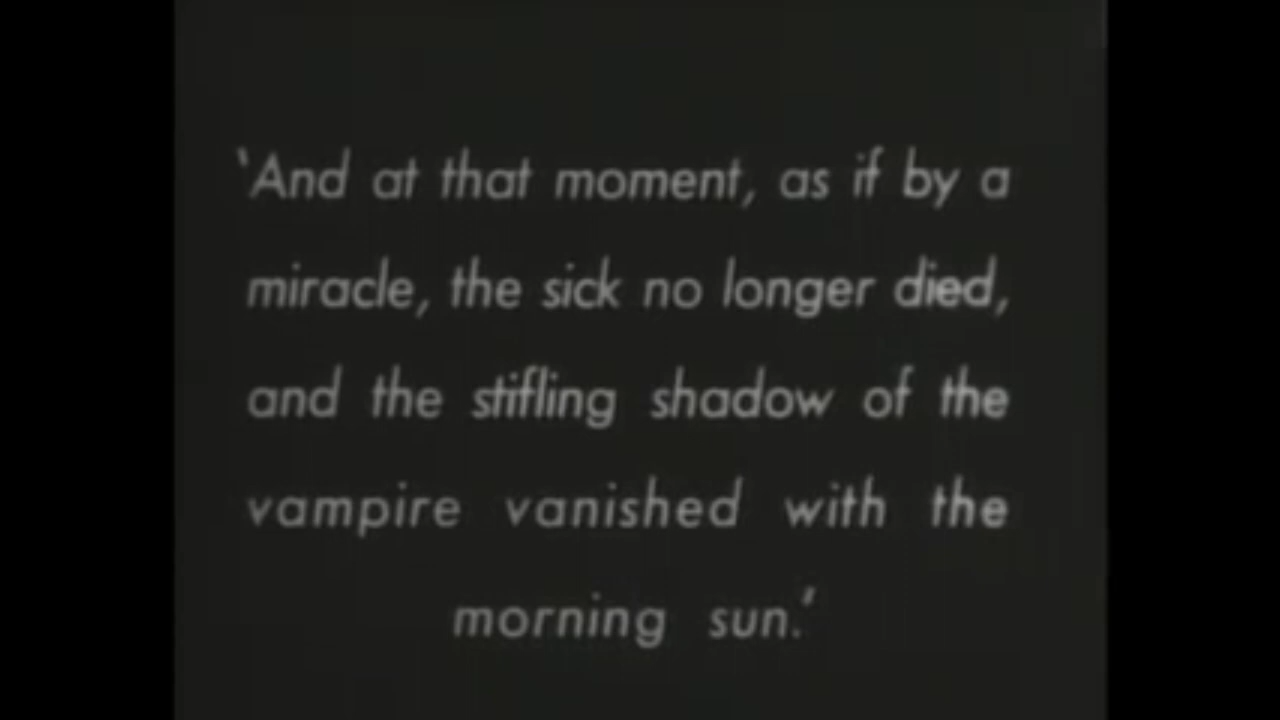 'And at that moment, as if by a
miracle, the sick no longer died,
and the stifling shadow of the
vampire vanished with the
morning sun.'